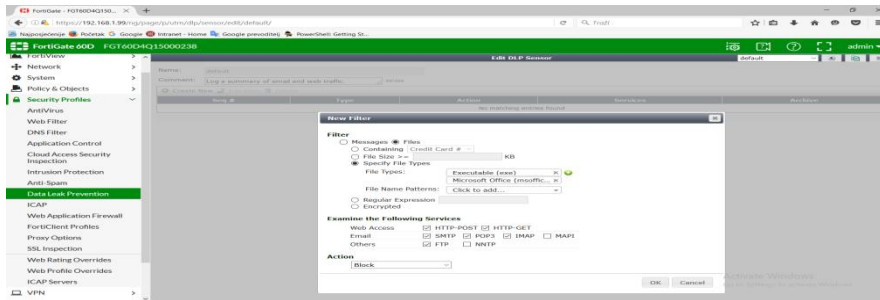 FortiGate - FGT60D4Q150...
https://192.168.1.99/ng/page/p/utm/dlp/sensor/edit/default/
Traži
Najposjećenije
Početak
Google
Intranet - Home
Google prevoditelj
PowerShell Getting St...
FortiGate 60D FGT60D4Q15000238
admin
FortiView
Network
System
Policy & Objects
Security Profiles
AntiVirus
Web Filter
DNS Filter
Application Control
Cloud Access Security
Inspection
Intrusion Protection
Anti-Spam
Data Leak Prevention
ICAP
Web Application Firewall
FortiClient Profiles
Proxy Options
SSL Inspection
Web Rating Overrides
Web Profile Overrides
ICAP Servers
VPN
Edit DLP Sensor
default
Name: default
Comment: Log a summary of email and web traffic.
Create New
Seq # Type Action Services Archive
No matching entries found
New Filter
Filter
Messages Files
Containing Credit Card #
File Size >= KB
Specify File Types
File Types: Executable (exe)
Microsoft Office (msoffic...
File Name Patterns: Click to add...
Regular Expression
Encrypted
Examine the Following Services
Web Access HTTP-POST HTTP-GET
Email SMTP POP3 IMAP MAPI
Others FTP NNTP
Action
Block
OK Cancel
Activate Windows